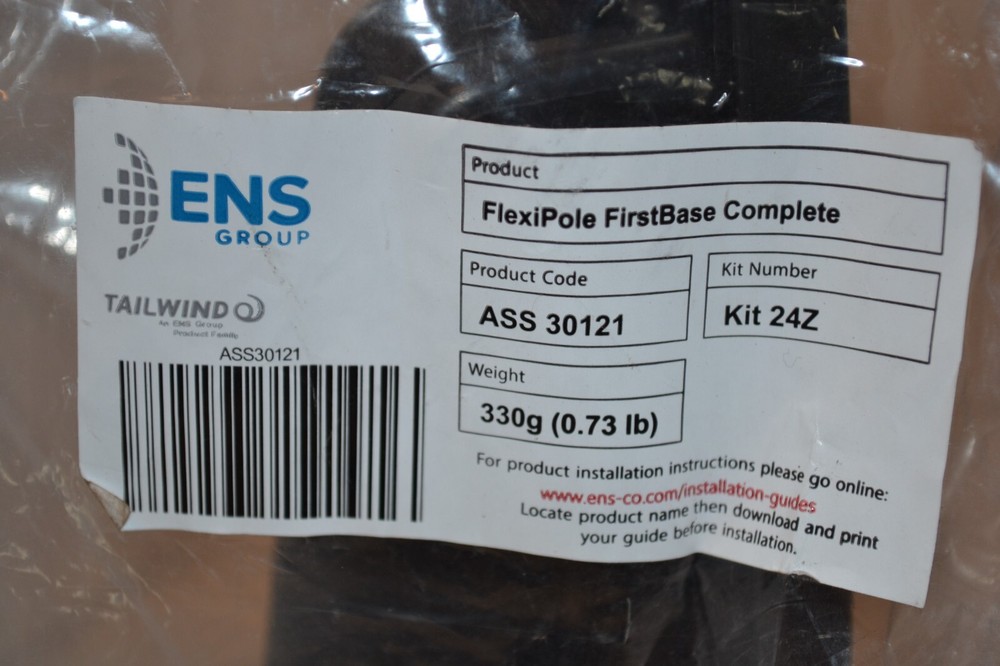 ENS
GROUP
TAILWIND
An ENS Group
Product Family
ASS30121
Product
FlexiPole FirstBase Complete
Product Code
ASS 30121
Kit Number
Kit 24Z
Weight
330g (0.73 lb)
For product installation instructions please go online:
www.ens-co.com/installation-guides
Locate product name then download and print
your guide before installation.